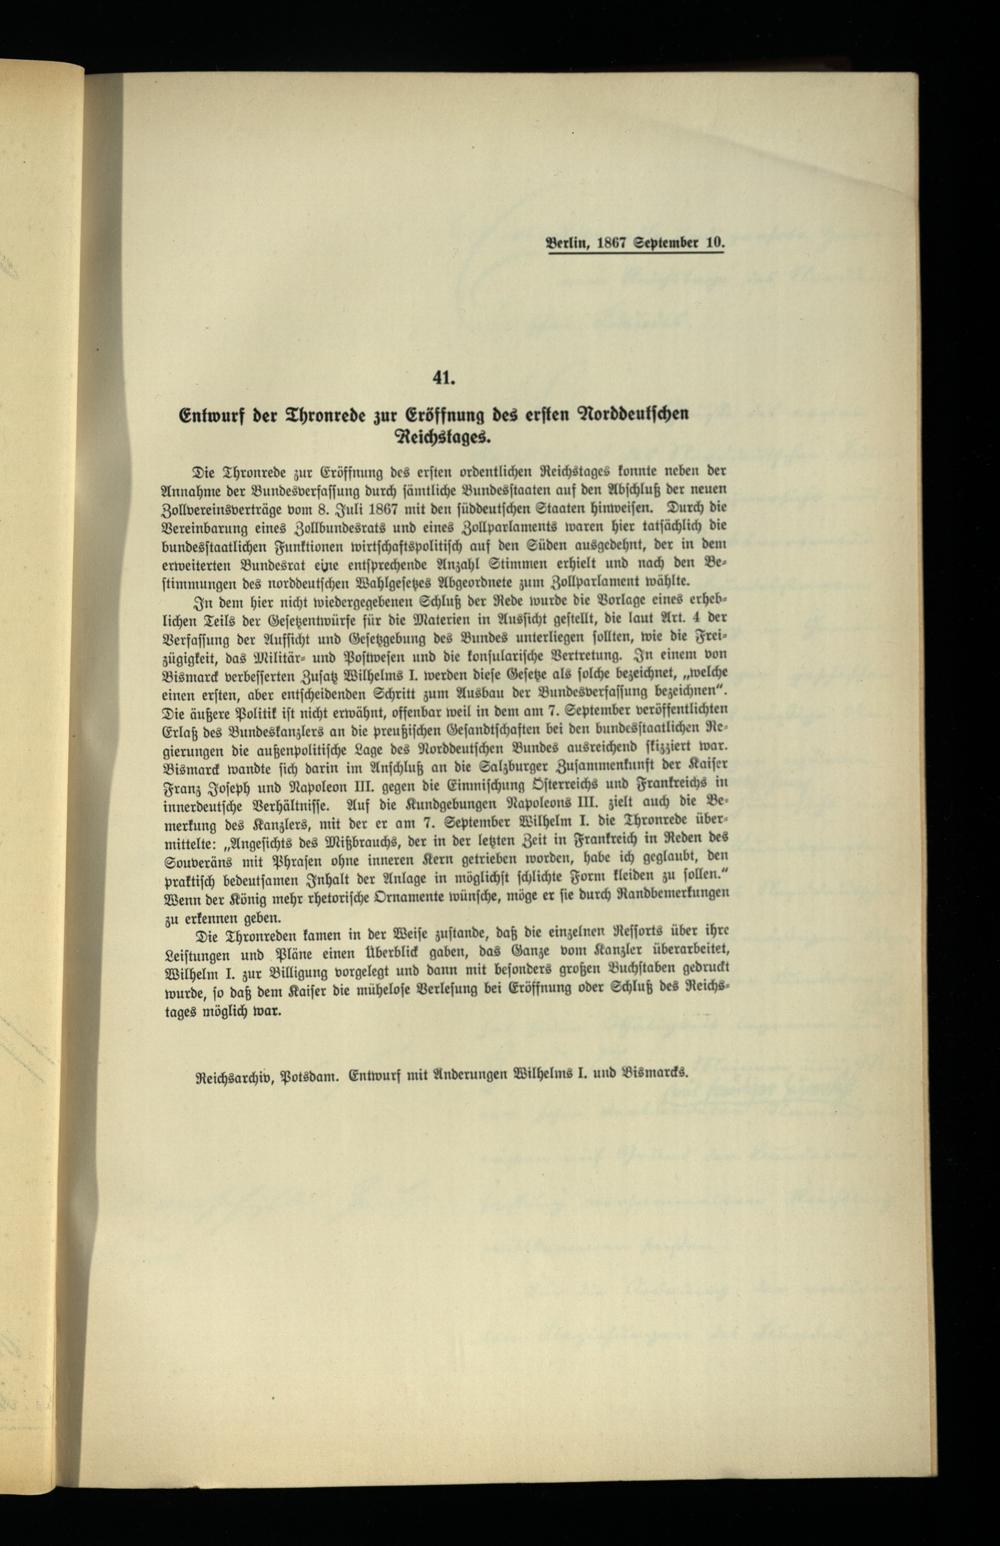 Berlin, 1867 September 10.
41.
Entwurf der Thronrede zur Eröffnung des ersten Norddeutschen
Reichstages.
Die Thronrede zur Eröffnung des ersten ordentlichen Reichstages konnte neben der
Annahme der Bundesverfassung durch sämtliche Bundesstaaten auf den Abschluß der neuen
Zollvereinsverträge vom 8. Juli 1867 mit den süddeutschen Staaten hinweisen. Durch die
Vereinbarung eines Zollbundesrats und eines Zollparlaments waren hier tatsächlich die
bundesstaatlichen Funktionen wirtschaftspolitisch auf den Süden ausgedehnt, der in dem
erweiterten Bundesrat eine entsprechende Anzahl Stimmen erhielt und nach den Be-
stimmungen des norddeutschen Wahlgesetzes Abgeordnete zum Zollparlament wählte.
In dem hier nicht wiedergegebenen Schluß der Rede wurde die Vorlage eines erheb-
lichen Teils der Gesetzentwürfe für die Materien in Aussicht gestellt, die laut Art. 4 der
Verfassung der Aufsicht und Gesetzgebung des Bundes unterliegen sollten, wie die Frei-
zügigkeit, das Militär- und Postwesen und die konsularische Vertretung. In einem von
Bismarck verbesserten Zusatz Wilhelms I. werden diese Gesetze als solche bezeichnet, „welche
einen ersten, aber entscheidenden Schritt zum Ausbau der Bundesverfassung bezeichnen“.
Die äußere Politik ist nicht erwähnt, offenbar weil in dem am 7. September veröffentlichten
Erlaß des Bundeskanzlers an die preußischen Gesandtschaften bei den bundesstaatlichen Re-
gierungen die außenpolitische Lage des Norddeutschen Bundes ausreichend skizziert war.
Bismarck wandte sich darin im Anschluß an die Salzburger Zusammenkunft der Kaiser
Franz Joseph und Napoleon III. gegen die Einmischung Österreichs und Frankreichs in
innerdeutsche Verhältnisse. Auf die Kundgebungen Napoleons III. zielt auch die Be-
merkung des Kanzlers, mit der er am 7. September Wilhelm I. die Thronrede über-
mittelte: „Angesichts des Mißbrauchs, der in der letzten Zeit in Frankreich in Reden des
Souveräns mit Phrasen ohne inneren Kern getrieben worden, habe ich geglaubt, den
praktisch bedeutsamen Inhalt der Anlage in möglichst schlichte Form kleiden zu sollen.“
Wenn der König mehr rhetorische Ornamente wünsche, möge er sie durch Randbemerkungen
zu erkennen geben.
Die Thronreden kamen in der Weise zustande, daß die einzelnen Ressorts über ihre
Leistungen und Pläne einen Überblick gaben, das Ganze vom Kanzler überarbeitet,
Wilhelm I. zur Billigung vorgelegt und dann mit besonders großen Buchstaben gedruckt
wurde, so daß dem Kaiser die mühelose Verlesung bei Eröffnung oder Schluß des Reichs-
tages möglich war.
Reichsarchiv, Potsdam. Entwurf mit Änderungen Wilhelms I. und Bismarcks.